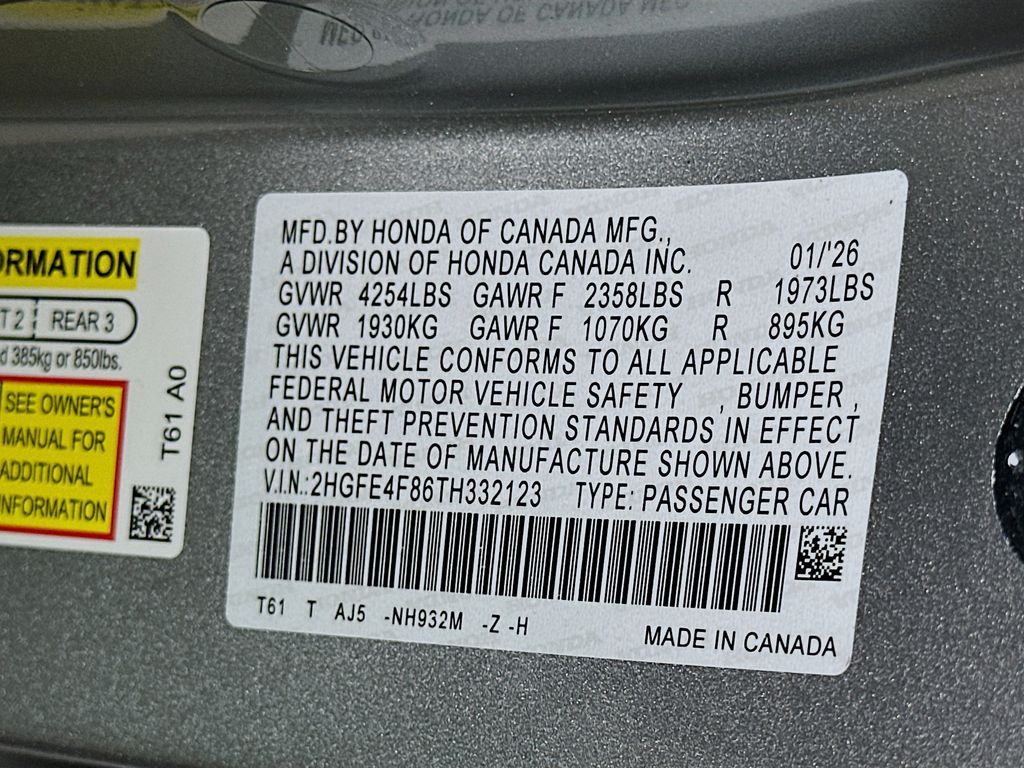 MFD.BY HONDA OF CANADA MFG.,
A DIVISION OF HONDA CANADA INC. 01/'26
GVWR 4254LBS GAWR F 2358LBS R 1973LBS
GVWR 1930KG GAWR F 1070KG R 895KG
THIS VEHICLE CONFORMS TO ALL APPLICABLE
FEDERAL MOTOR VEHICLE SAFETY , BUMPER ,
AND THEFT PREVENTION STANDARDS IN EFFECT
ON THE DATE OF MANUFACTURE SHOWN ABOVE.
V.I.N.:2HGFE4F86TH332123 TYPE: PASSENGER CAR
T61 T AJ5 -NH932M -Z -H
MADE IN CANADA
REAR 3
385kg or 850lbs.
SEE OWNER'S
MANUAL FOR
ADDITIONAL
INFORMATION
T61 A0